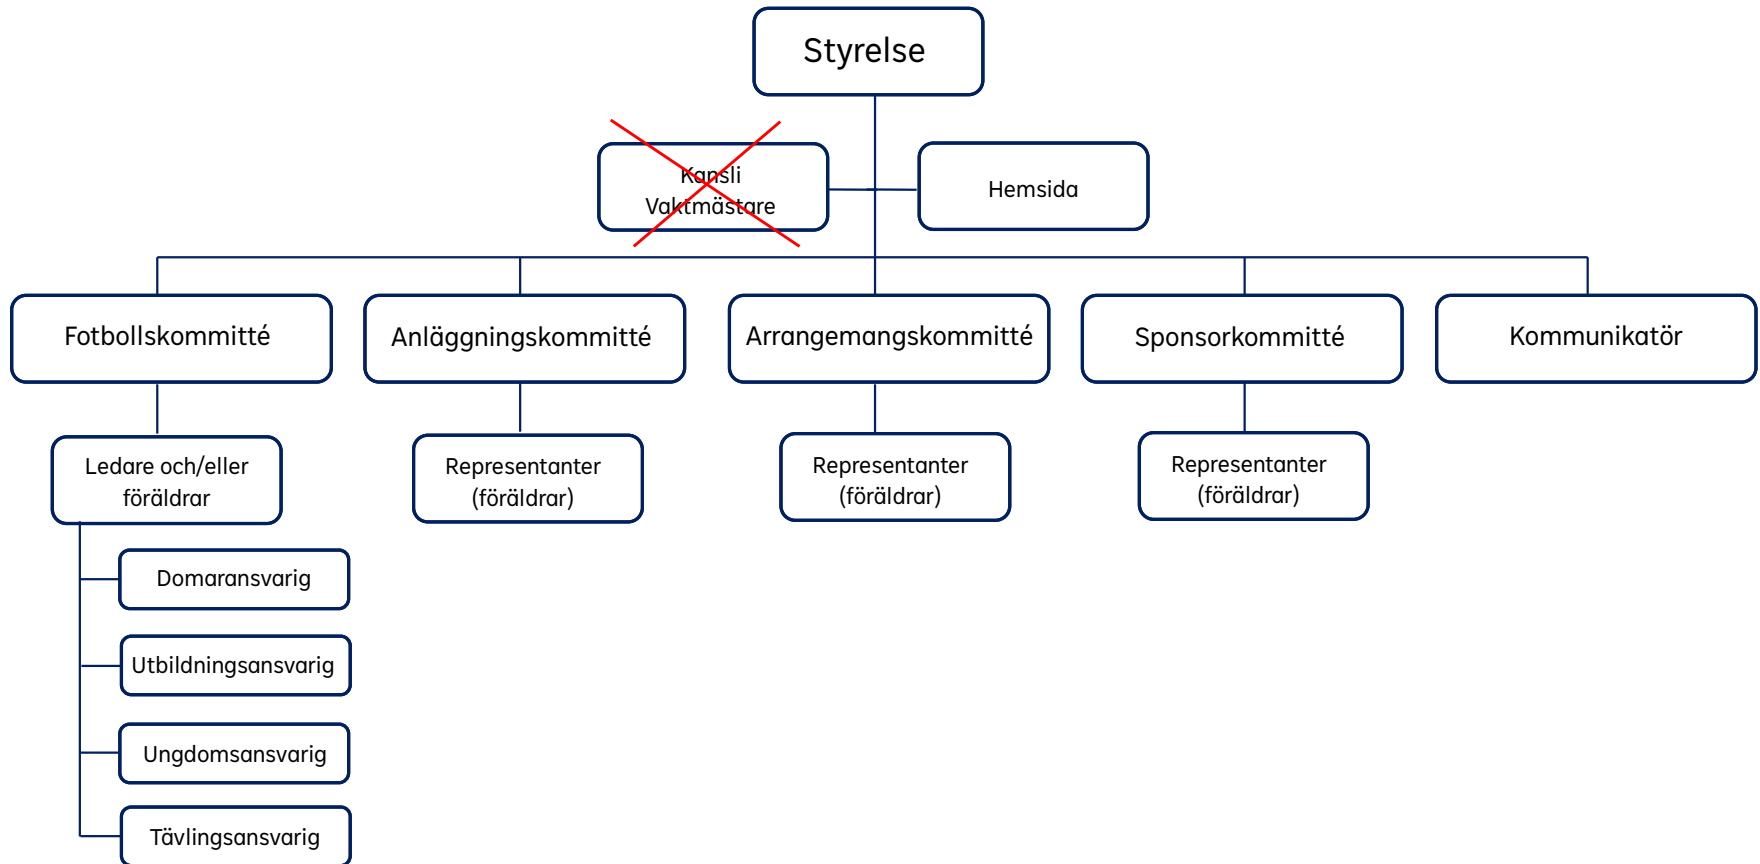 Styrelse
Kansli
Vaktmästare
Hemsida
Fotbollskommitté
Anläggningskommitté
Arrangemangskommitté
Sponsorkommitté
Kommunikatör
Ledare och/eller
föräldrar
Representanter
(föräldrar)
Representanter
(föräldrar)
Representanter
(föräldrar)
Domaransvarig
Utbildningsansvarig
Ungdomsansvarig
Tävlingsansvarig